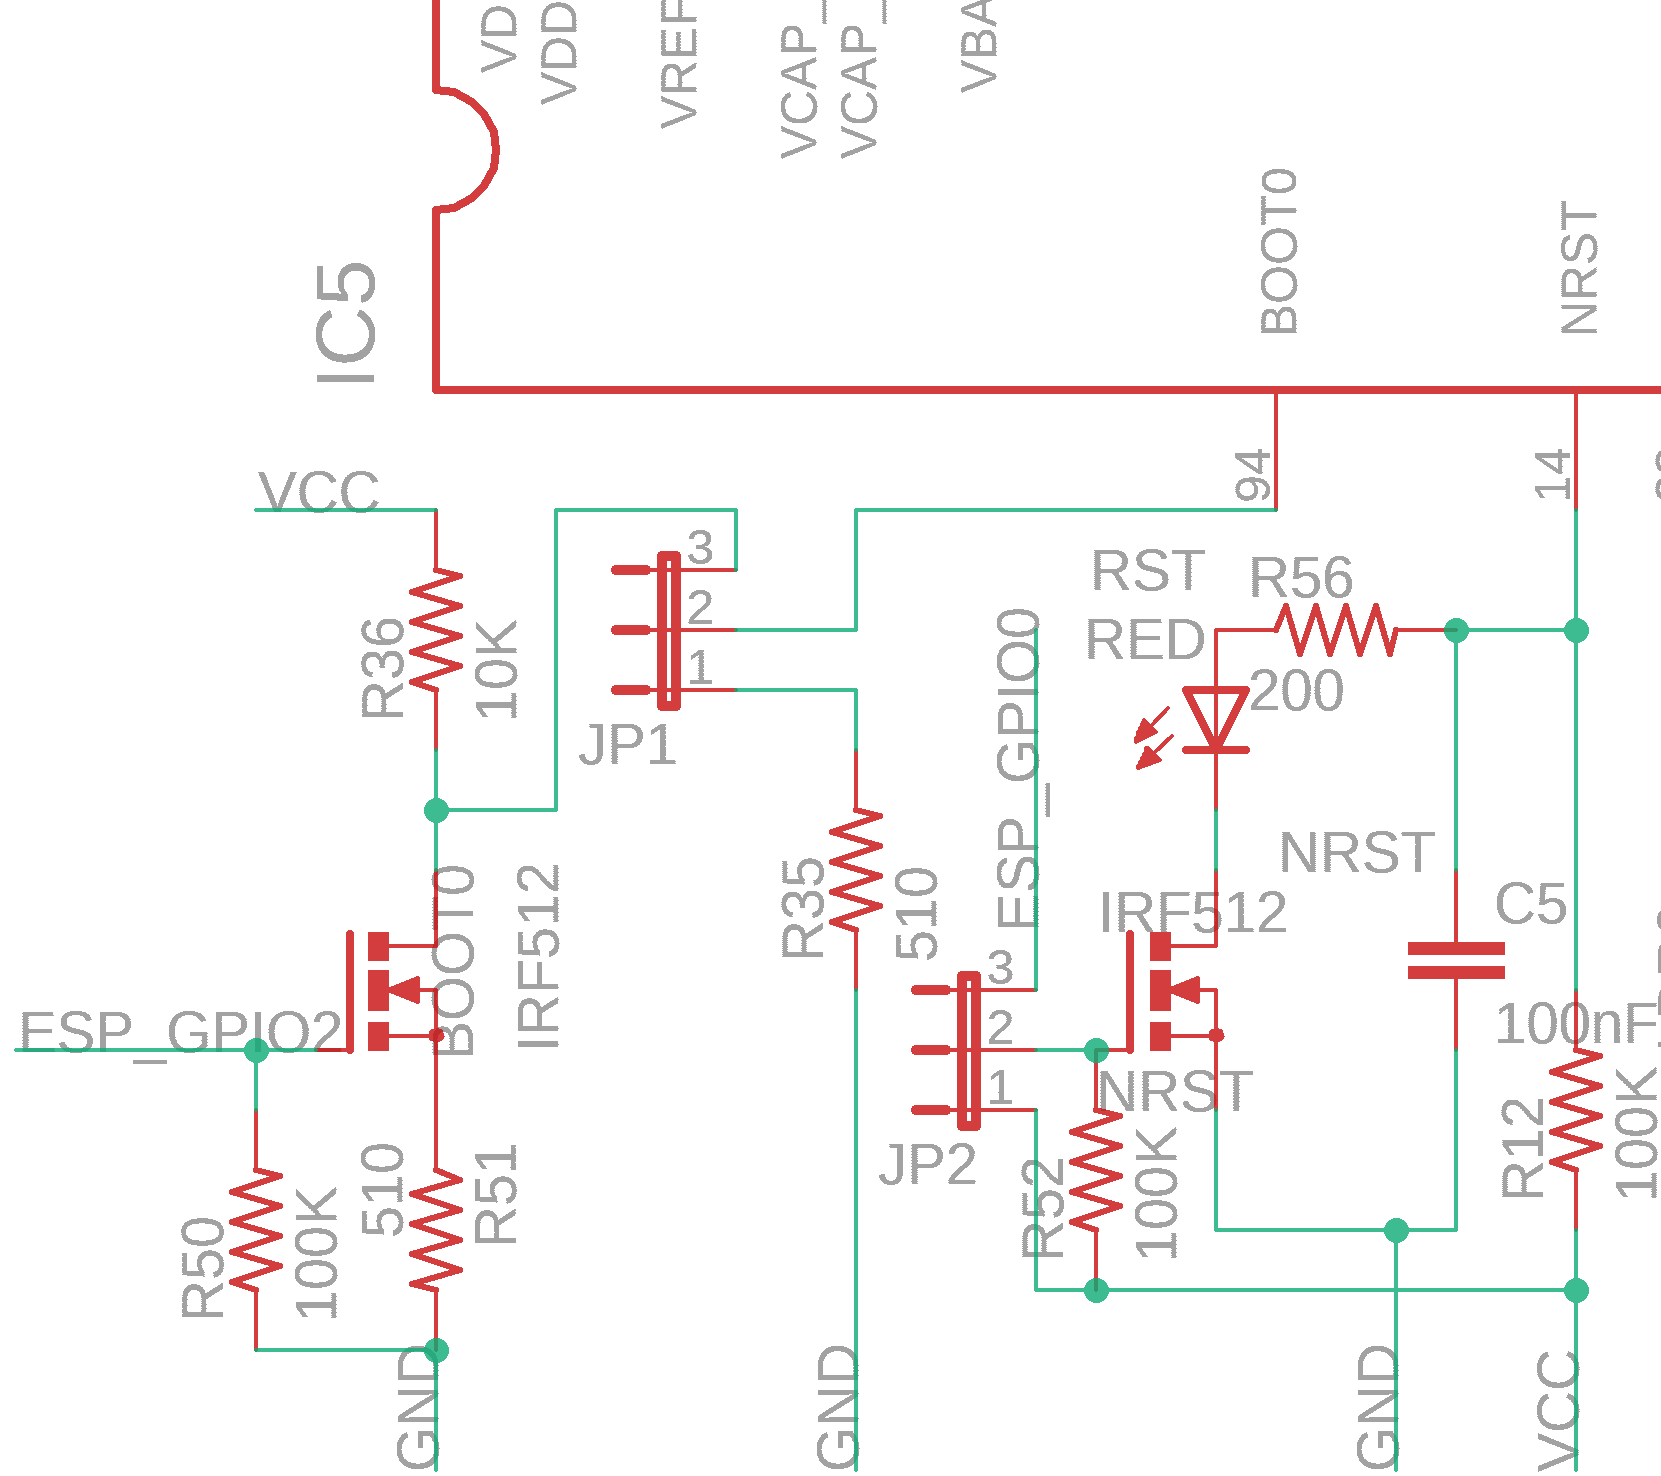 VD
VDD
VREF
VCAP_
VCAP_
VBA
BOOT0
NRST
IC5
94
14
VCC
3
2
1
JP1
R36
10K
RST
RED
R56
200
ESP_GPIO0
NRST
C5
100nF
R35
510
BOOT0
IRF512
IRF512
3
2
1
JP2
NRST
ESP_GPIO2
R52
100K
R12
100K
R50
100K
510
R51
GND
GND
GND
VCC